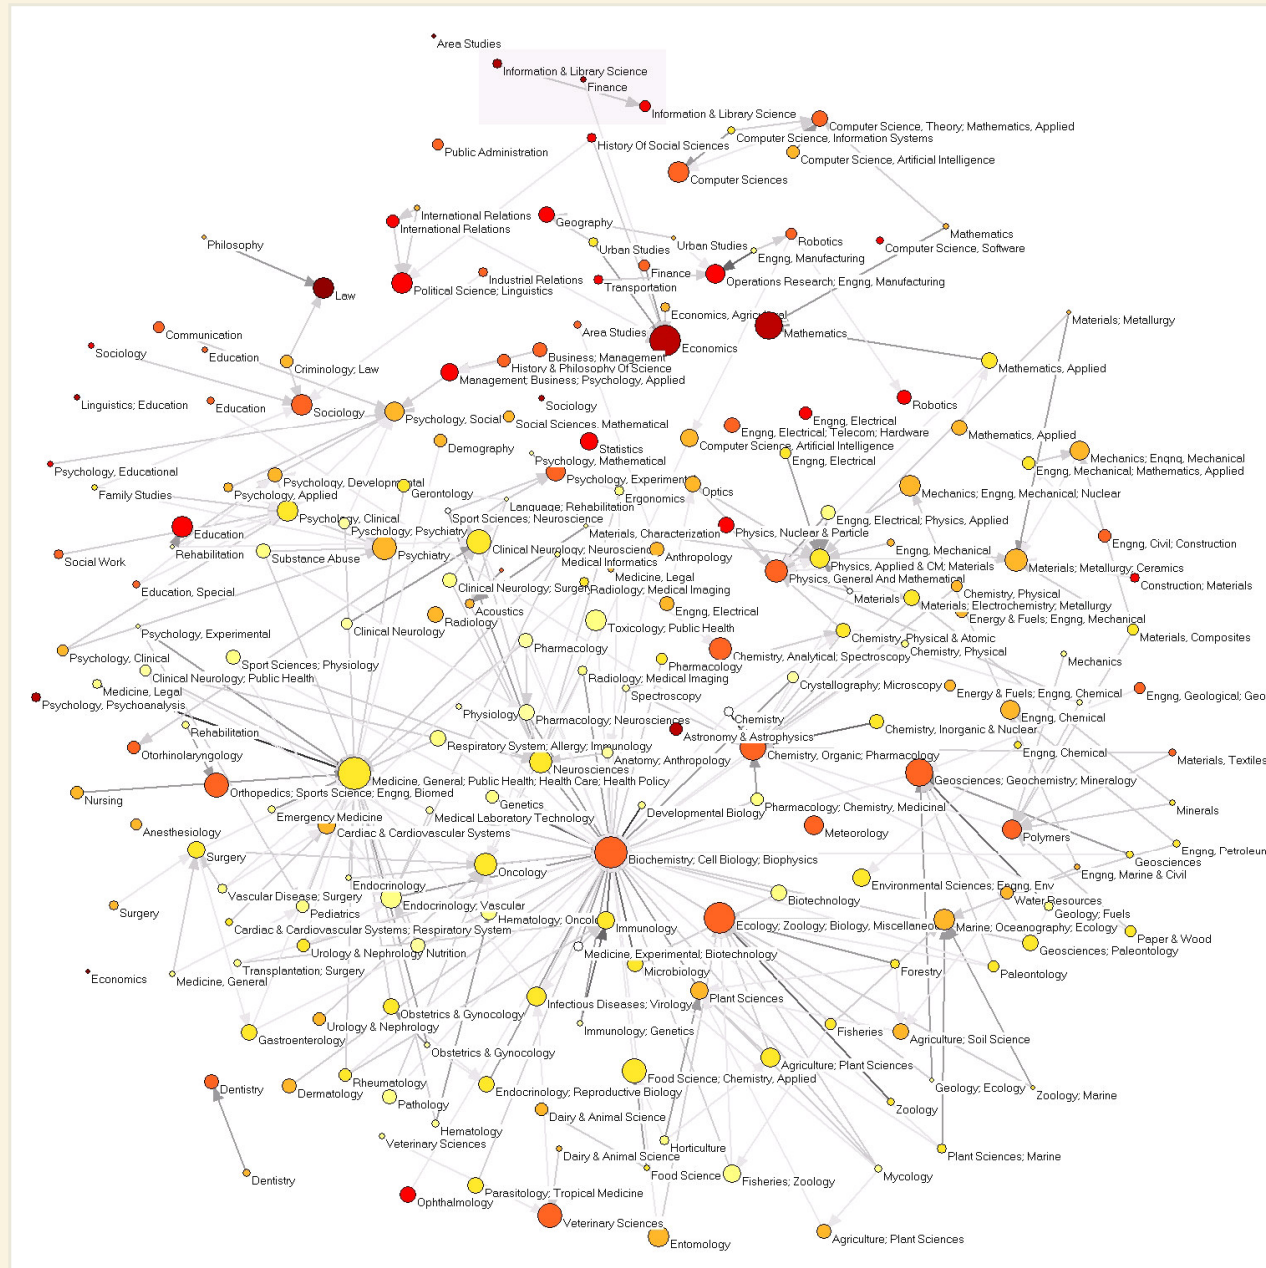 Area Studies
Information & Library Science
Finance
Information & Library Science
Computer Science, Theory; Mathematics, Applied
Computer Science, Information Systems
History Of Social Sciences
Public Administration
Computer Science, Artificial Intelligence
Computer Sciences
International Relations
International Relations
Geography
Mathematics
Philosophy
Urban Studies
Urban Studies
Robotics
Computer Science, Software
Engng, Manufacturing
Finance
Industrial Relations
Transportation
Operations Research; Engng, Manufacturing
Political Science; Linguistics
Law
Economics, Agricultural
Materials; Metallurgy
Communication
Area Studies
Mathematics
Economics
Sociology
Education
Business; Management
History & Philosophy Of Science
Criminology; Law
Management; Business; Psychology, Applied
Mathematics, Applied
Linguistics; Education
Education
Sociology
Sociology
Robotics
Psychology, Social
Social Sciences, Mathematical
Engng, Electrical
Engng, Electrical; Telecom; Hardware
Mathematics, Applied
Demography
Statistics
Computer Science, Artificial Intelligence
Psychology, Mathematical
Engng, Electrical
Mechanics; Engng, Mechanical
Engng, Mechanical; Mathematics, Applied
Psychology, Educational
Psychology, Developmental
Psychology, Experiment
Family Studies
Psychology, Applied
Gerontology
Ergonomics
Optics
Mechanics; Engng, Mechanical; Nuclear
Language; Rehabilitation
Psychology, Clinical
Sport Sciences; Neuroscience
Psychology; Psychiatry
Education
Materials, Characterization
Physics, Nuclear & Particle
Engng, Electrical; Physics, Applied
Rehabilitation
Substance Abuse
Psychiatry
Clinical Neurology; Neuroscienc
Medical Informatics
Anthropology
Engng, Mechanical
Engng, Civil; Construction
Social Work
Physics, Applied & CM; Materials
Materials; Metallurgy; Ceramics
Medicine, Legal
Physics, General And Mathematical
Construction; Materials
Education, Special
Clinical Neurology; Surger
Radiology; Medical Imaging
Materials
Chemistry, Physical
Acoustics
Engng, Electrical
Materials; Electrochemistry; Metallurgy
Energy & Fuels; Engng, Mechanical
Radiology
Clinical Neurology
Toxicology; Public Health
Psychology, Experimental
Chemistry, Physical & Atomic
Materials, Composites
Pharmacology
Chemistry, Physical
Psychology, Clinical
Chemistry, Analytical; Spectroscopy
Mechanics
Sport Sciences; Physiology
Pharmacology
Clinical Neurology; Public Health
Radiology; Medical Imaging
Crystallography; Microscopy
Energy & Fuels; Engng, Chemical
Medicine, Legal
Spectroscopy
Engng, Geological; Geo
Psychology, Psychoanalysis
Physiology
Pharmacology; Neurosciences
Chemistry
Engng, Chemical
Rehabilitation
Astronomy & Astrophysics
Chemistry, Inorganic & Nuclear
Otorhinolaryngology
Respiratory System; Allergy; Immunology
Anatomy; Anthropology
Chemistry, Organic; Pharmacology
Engng, Chemical
Materials, Textiles
Neurosciences
Medicine, General; Public Health; Health Care; Health Policy
Geosciences; Geochemistry; Mineralogy
Orthopedics; Sports Science; Engng, Biomed
Nursing
Genetics
Pharmacology; Chemistry, Medicinal
Developmental Biology
Minerals
Emergency Medicine
Medical Laboratory Technology
Anesthesiology
Cardiac & Cardiovascular Systems
Meteorology
Polymers
Surgery
Biochemistry; Cell Biology; Biophysics
Engng, Petroleun
Geosciences
Oncology
Engng, Marine & Civil
Endocrinology
Environmental Sciences; Engng, Env
Vascular Disease; Surgery
Endocrinology; Vascular
Biotechnology
Water Resources
Surgery
Pediatrics
Hematology; Oncolo
Geology; Fuels
Cardiac & Cardiovascular Systems; Respiratory System
Immunology
Ecology; Zoology; Biology, Miscellaneo
Marine; Oceanography; Ecology
Paper & Wood
Urology & Nephrology
Nutrition
Medicine, Experimental; Biotechnology
Geosciences; Paleontology
Economics
Transplantation; Surgery
Medicine, General
Microbiology
Forestry
Paleontology
Infectious Diseases; Virology
Plant Sciences
Obstetrics & Gynocology
Urology & Nephrology
Immunology; Genetics
Fisheries
Agriculture; Soil Science
Gastroenterology
Obstetrics & Gynocology
Agriculture; Plant Sciences
Food Science; Chemistry, Applied
Dentistry
Dermatology
Rheumatology
Endocrinology; Reproductive Biology
Geology; Ecology
Zoology; Marine
Pathology
Zoology
Dairy & Animal Science
Hematology
Veterinary Sciences
Horticulture
Dairy & Animal Science
Plant Sciences; Marine
Dentistry
Food Science
Fisheries; Zoology
Mycology
Ophthalmology
Parasitology; Tropical Medicine
Veterinary Sciences
Entomology
Agriculture; Plant Sciences